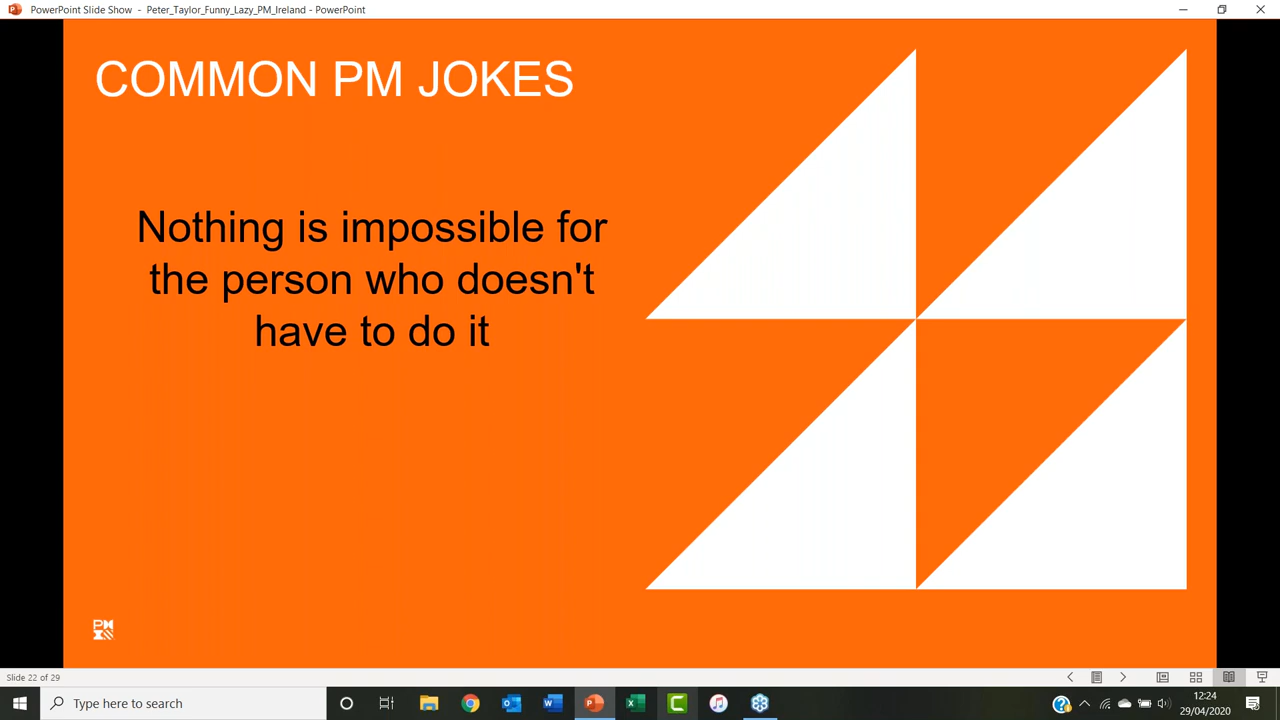 PowerPoint Slide Show - Peter_Taylor_Funny_Lazy_PM_Ireland - PowerPoint
COMMON PM JOKES
Nothing is impossible for
the person who doesn't
have to do it
Slide 22 of 29
Type here to search
12:24
29/04/2020